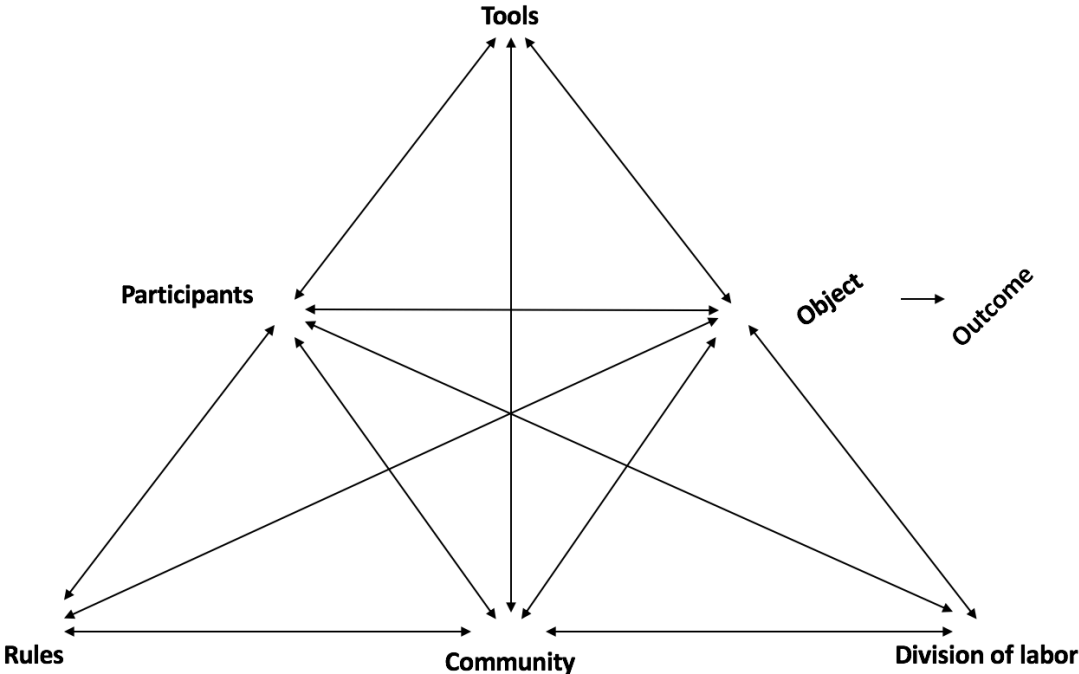 Tools
Participants
Object
Outcome
Rules
Community
Division of labor